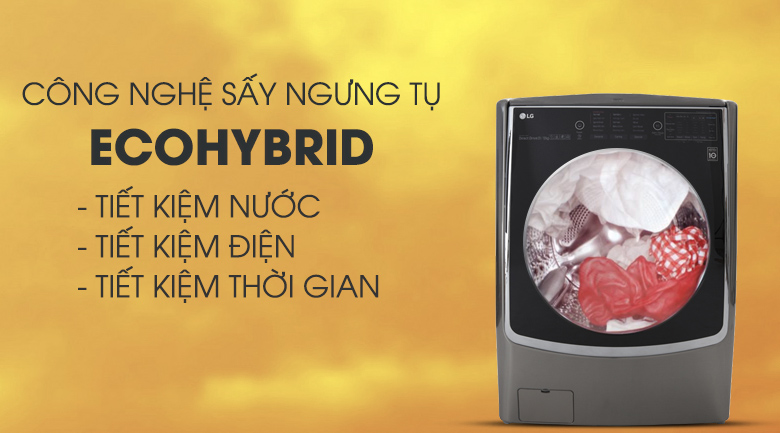 CÔNG NGHỆ SẤY NGƯNG TỤ
ECOHYBRID
- TIẾT KIỆM NƯỚC
- TIẾT KIỆM ĐIỆN
- TIẾT KIỆM THỜI GIAN
LG